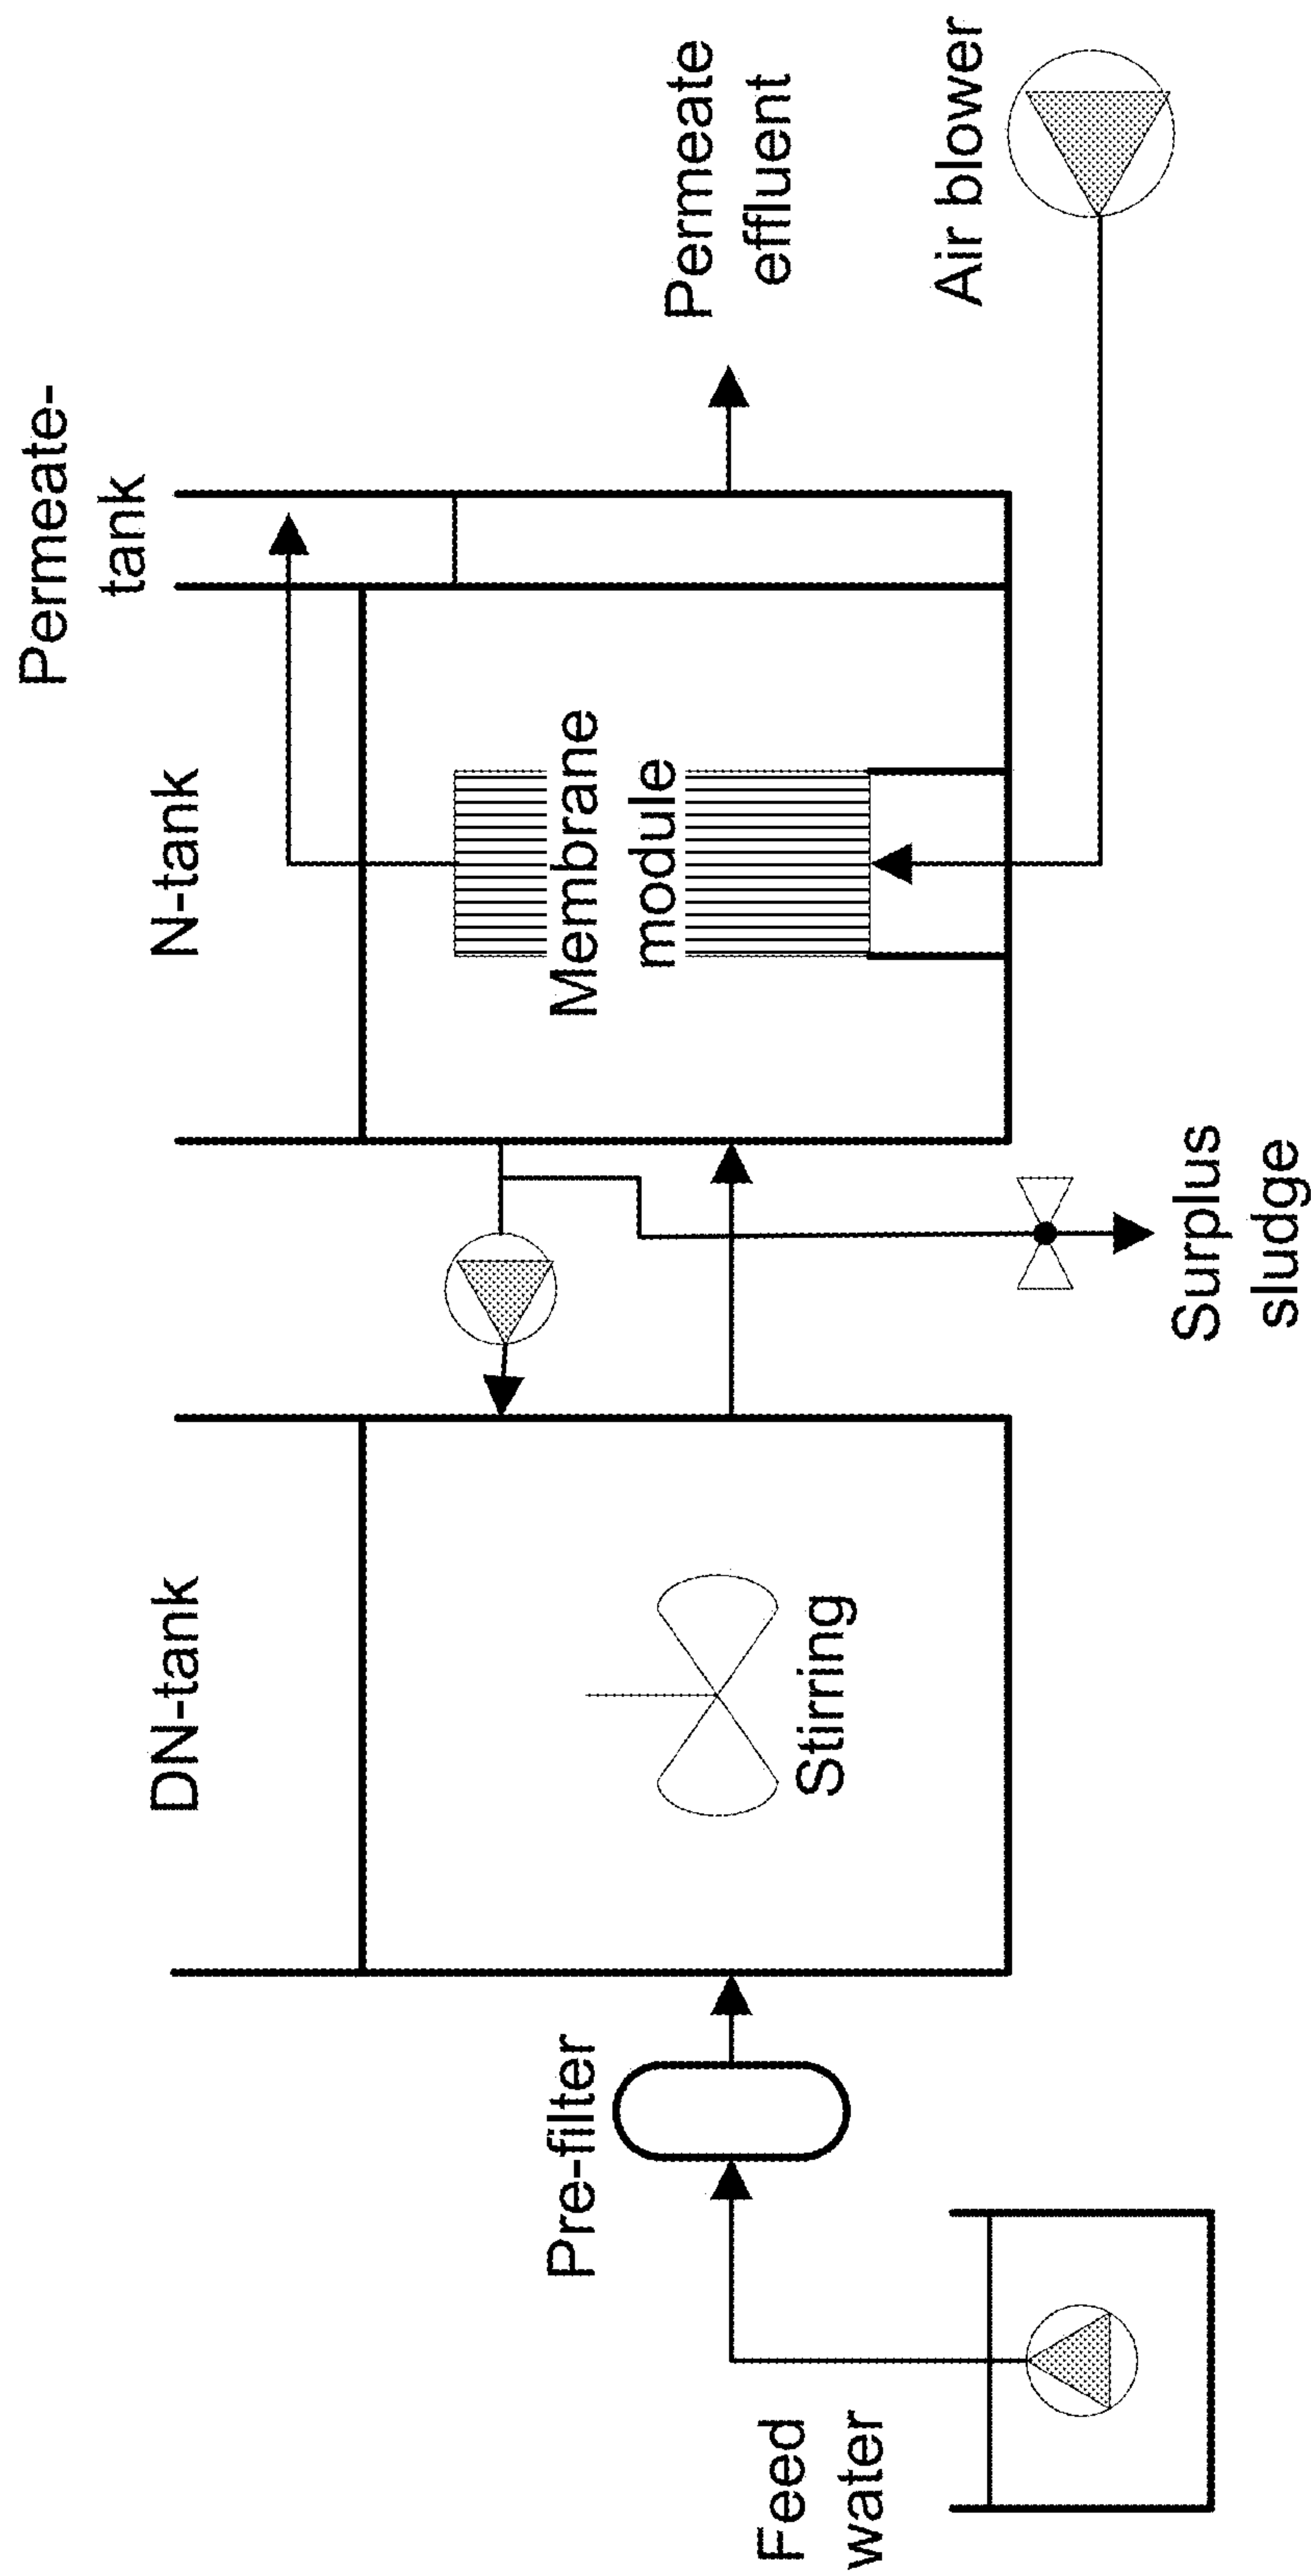 Permeate-
tank
N-tank
DN-tank
Permeate
effluent
Air blower
Membrane
module
Stirring
Pre-filter
Surplus
sludge
Feed
water